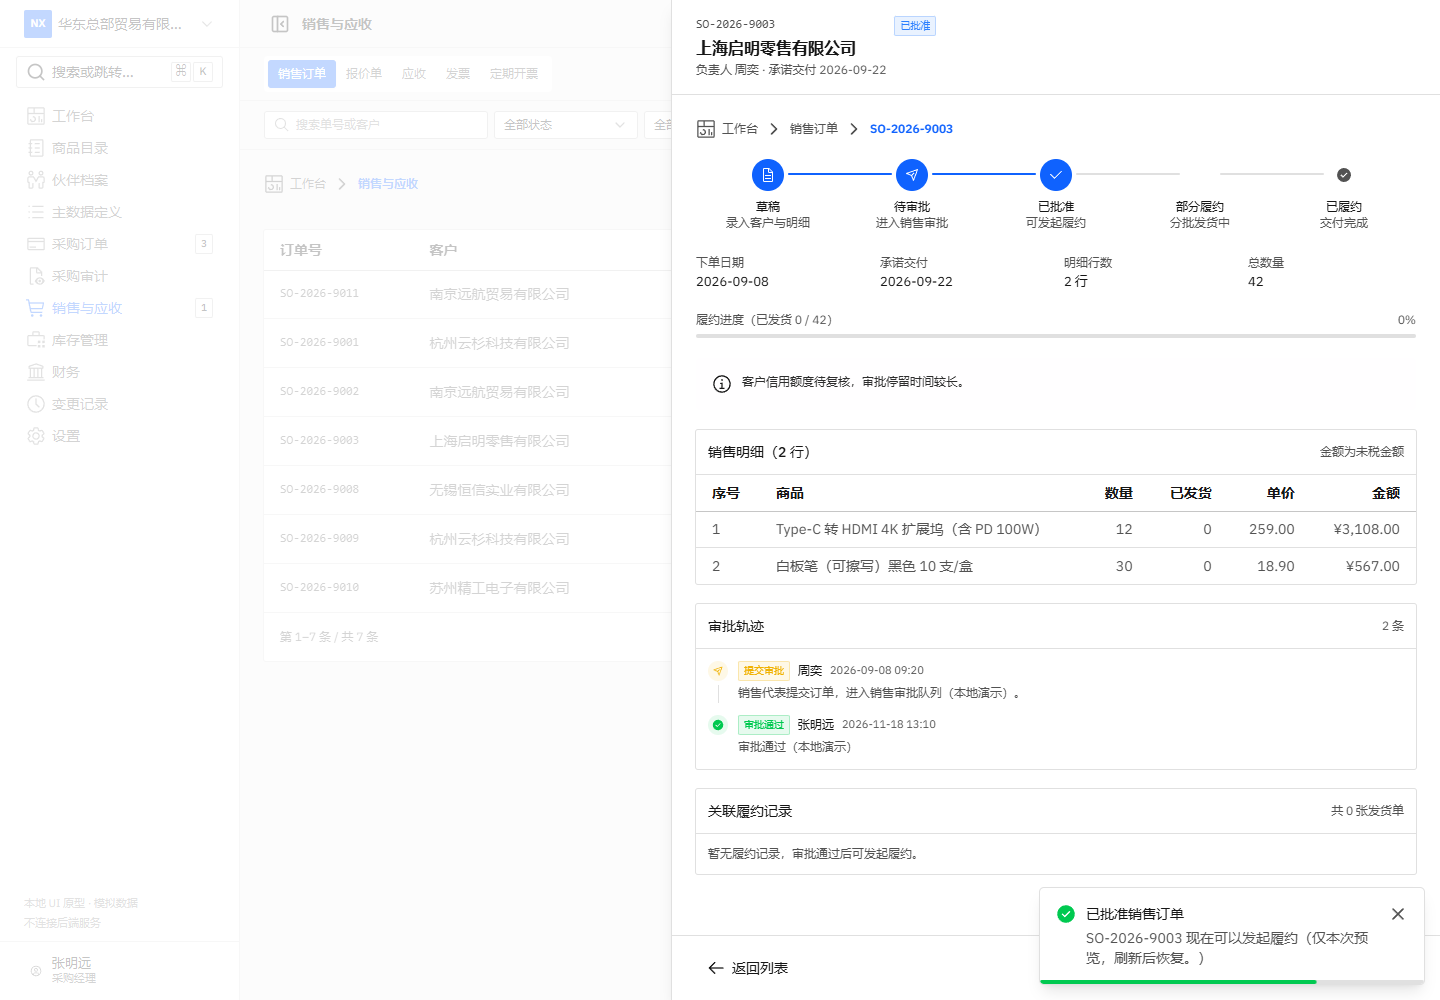 NX 华东总部贸易有限...
搜索或跳转... ⌘ K
工作台
商品目录
伙伴档案
主数据定义
采购订单 3
采购审计
销售与应收 1
库存管理
财务
变更记录
设置
本地 UI 原型 · 模拟数据
不连接后端服务
张明远
采购经理
销售与应收
销售订单 报价单 应收 发票 定期开票
搜索单号或客户 全部状态
工作台 销售与应收
订单号 客户
SO-2026-9011 南京远航贸易有限公司
SO-2026-9001 杭州云杉科技有限公司
SO-2026-9002 南京远航贸易有限公司
SO-2026-9003 上海启明零售有限公司
SO-2026-9008 无锡恒信实业有限公司
SO-2026-9009 杭州云杉科技有限公司
SO-2026-9010 苏州精工电子有限公司
第 1–7 条 / 共 7 条
SO-2026-9003 已批准
上海启明零售有限公司
负责人 周奕 · 承诺交付 2026-09-22
工作台 销售订单 SO-2026-9003
草稿 待审批 已批准 部分履约 已履约
录入客户与明细 进入销售审批 可发起履约 分批发货中 交付完成
下单日期 承诺交付 明细行数 总数量
2026-09-08 2026-09-22 2 行 42
履约进度（已发货 0 / 42） 0%
客户信用额度待复核，审批停留时间较长。
销售明细（2 行） 金额为未税金额
序号 商品 数量 已发货 单价 金额
1 Type-C 转 HDMI 4K 扩展坞（含 PD 100W） 12 0 259.00 ¥3,108.00
2 白板笔（可擦写）黑色 10 支/盒 30 0 18.90 ¥567.00
审批轨迹 2 条
提交审批 周奕 2026-09-08 09:20
销售代表提交订单，进入销售审批队列（本地演示）。
审批通过 张明远 2026-11-18 13:10
审批通过（本地演示）
关联履约记录 共 0 张发货单
暂无履约记录，审批通过后可发起履约。
返回列表
已批准销售订单
SO-2026-9003 现在可以发起履约（仅本次预
览，刷新后恢复。）